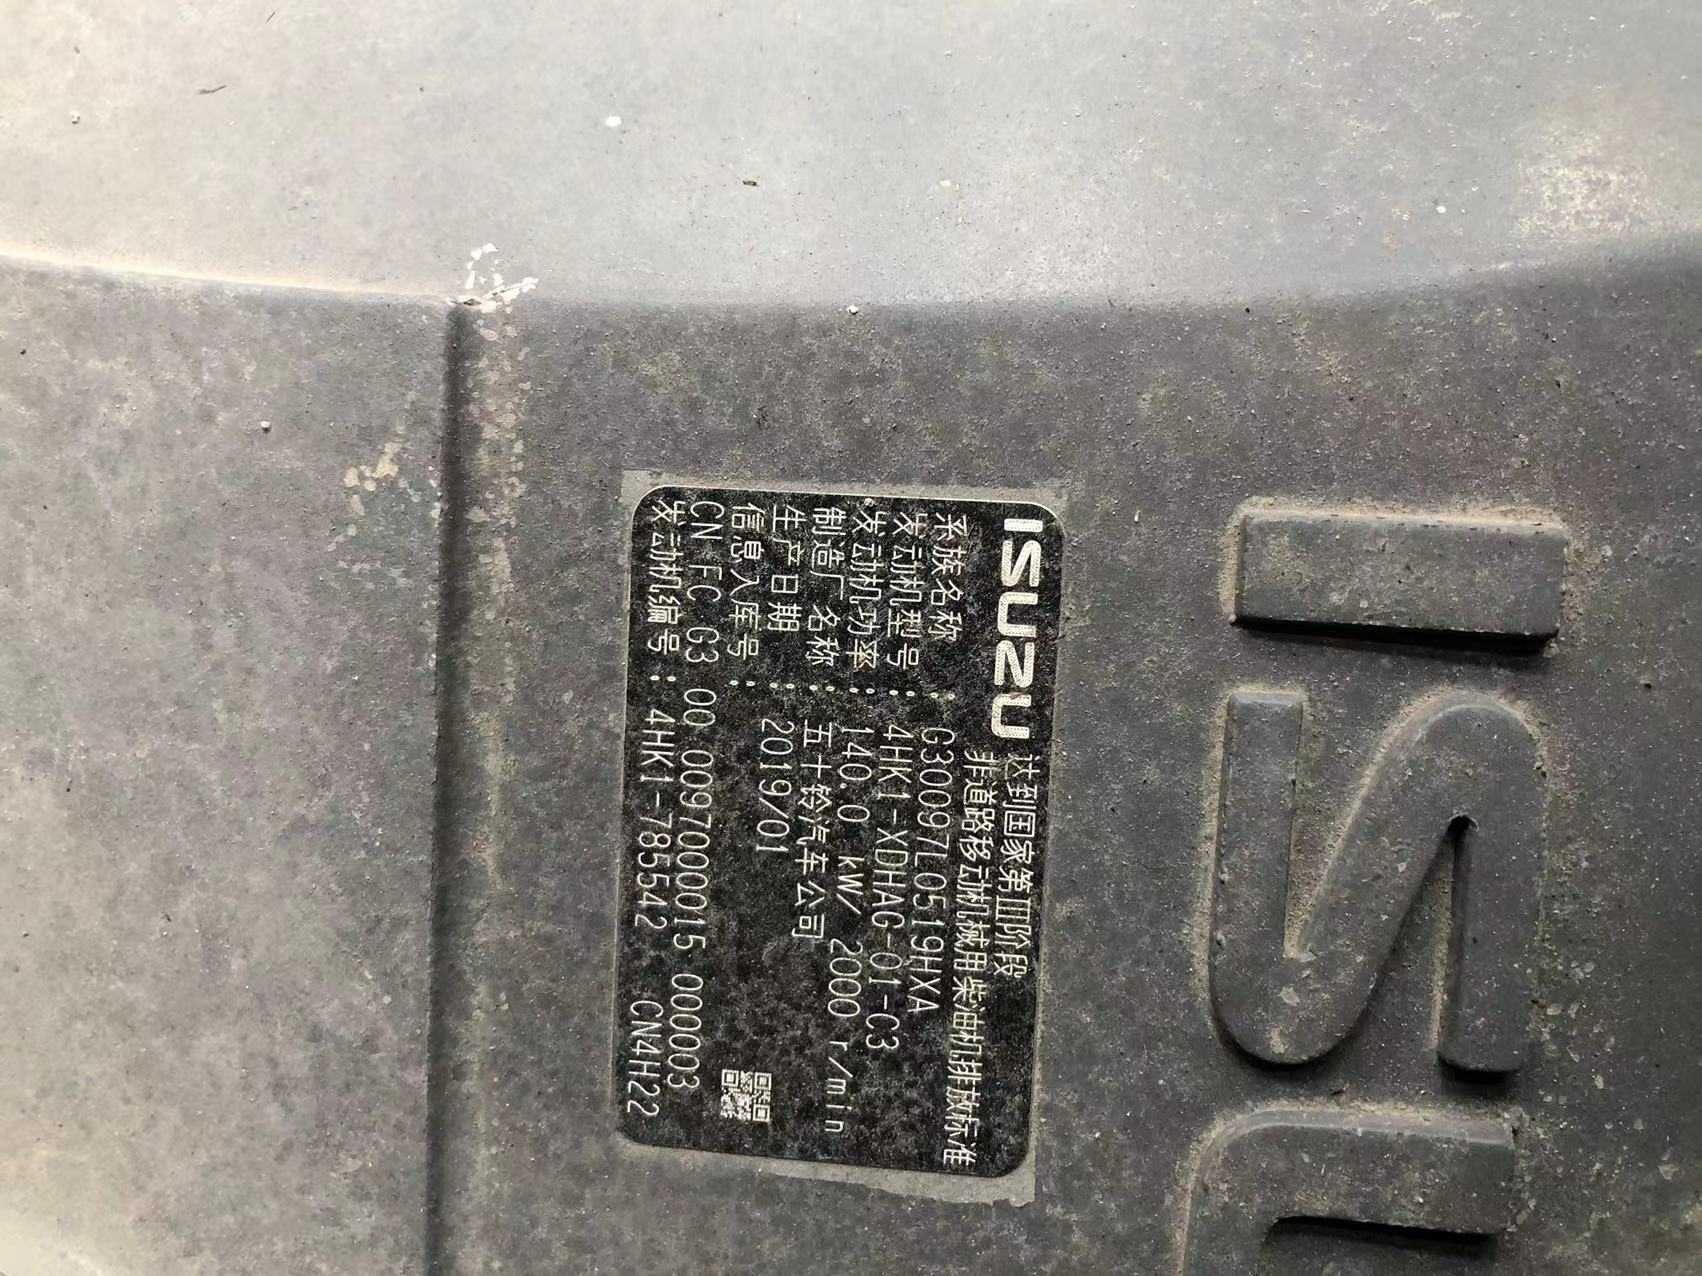 ISUZU
达到国家第III阶段
非道路移动机械用柴油机排放标准
系族名称 : G30097L0519HXA
发动机型号 : 4HK1-XDHAG-01-C3
发动机功率 : 140.0 kW/ 2000 r/min
制造厂名称 : 五十铃汽车公司
生产日期 : 2019/01
信息入库号 :
CN FC G3 00 0097000015 000003
发动机编号 : 4HK1-785542 CN4H22
ISU